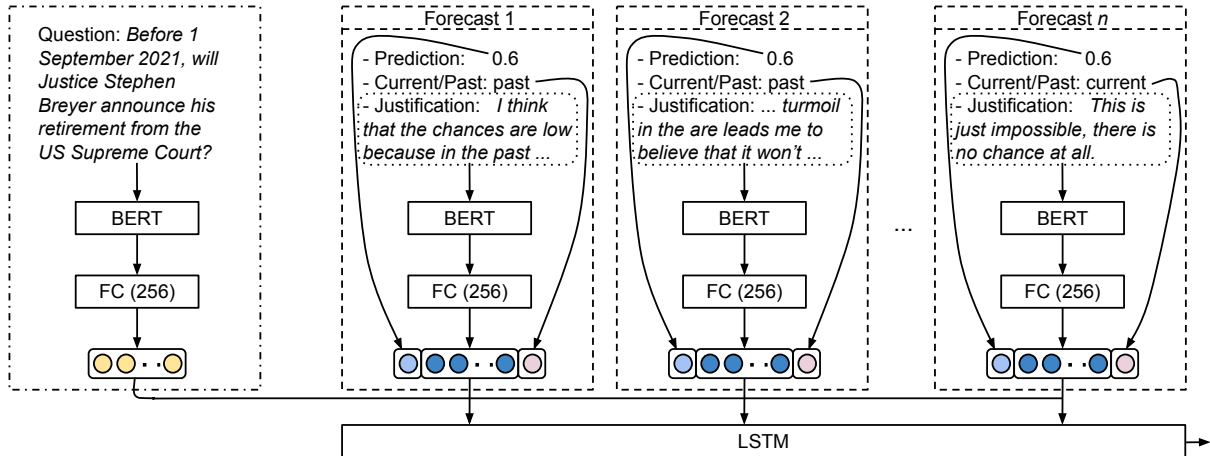 Question: Before 1
September 2021, will
Justice Stephen
Breyer announce his
retirement from the
US Supreme Court?
BERT
FC (256)
Forecast 1
- Prediction: 0.6
- Current/Past: past
- Justification: I think
that the chances are low
because in the past ...
BERT
FC (256)
Forecast 2
- Prediction: 0.6
- Current/Past: past
- Justification: ... turmoil
in the are leads me to
believe that it won't ...
BERT
FC (256)
...
Forecast n
- Prediction: 0.6
- Current/Past: current
- Justification: This is
just impossible, there is
no chance at all.
BERT
FC (256)
LSTM